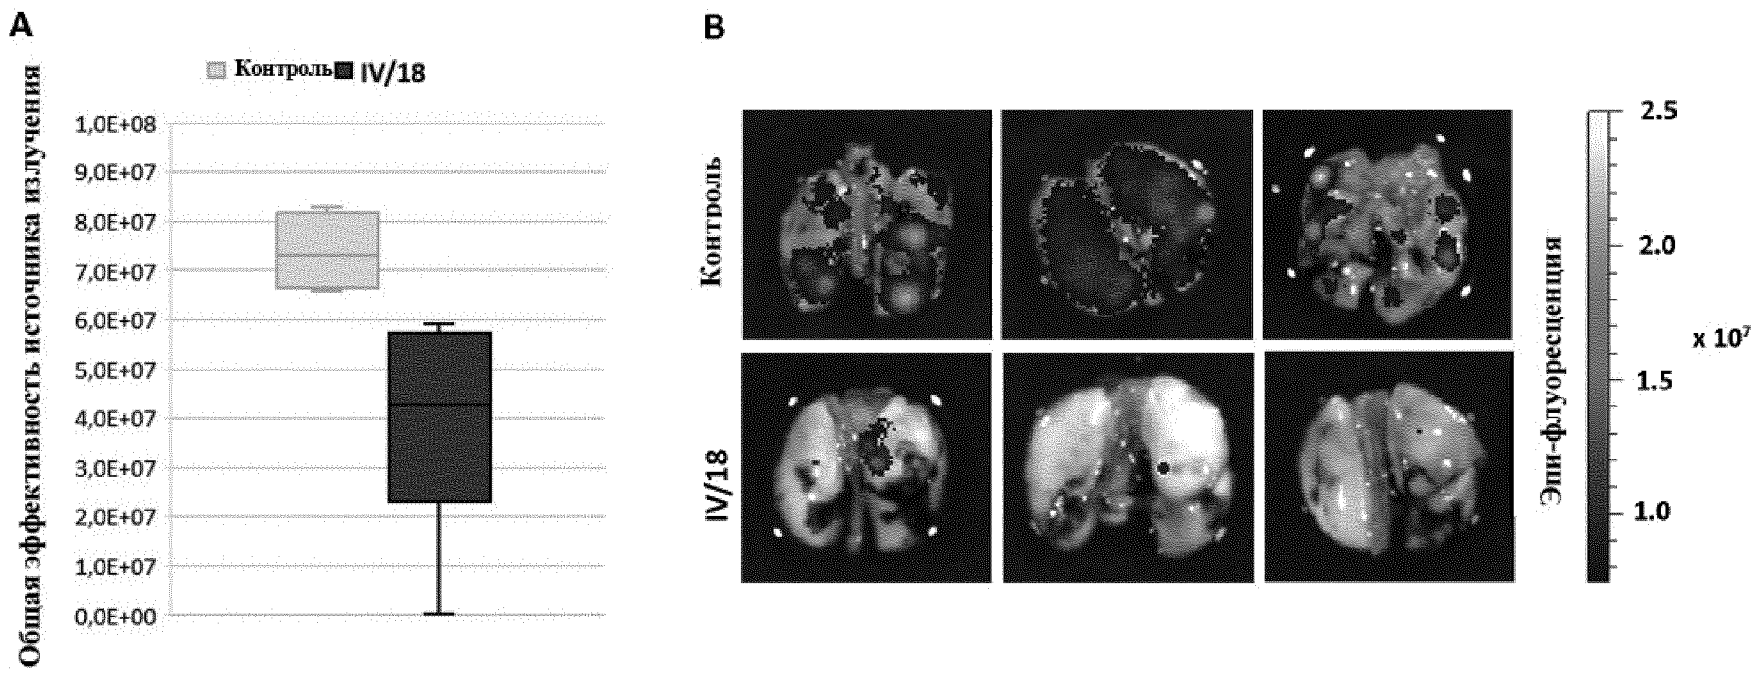 A
Общая эффективность источника излучения
Контроль IV/18
1,0E+08
9,0E+07
8,0E+07
7,0E+07
6,0E+07
5,0E+07
4,0E+07
3,0E+07
2,0E+07
1,0E+07
0,0E+00
B
Контроль
IV/18
Эпи-флуоресценция
2.5
2.0
1.5
1.0
x 10⁷